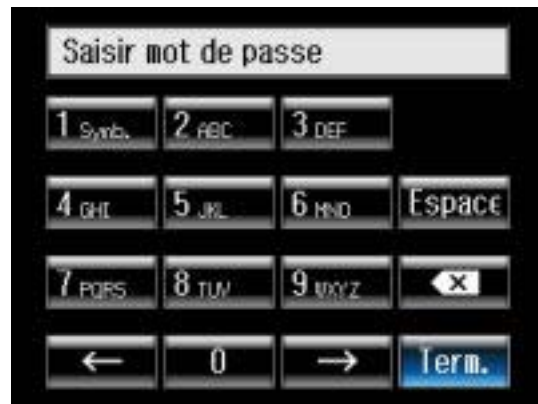 Saisir mot de passe
1 Symb. 2 ABC 3 DEF
4 GHI 5 JKL 6 MNO Espace
7 PQRS 8 TUV 9 WXYZ
← 0 → Term.